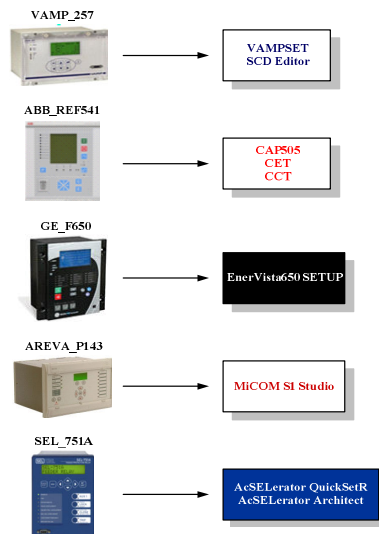 VAMP_257
VAMPSET
SCD Editor
ABB_REF541
CAP505
CET
CCT
GE_F650
EnerVista650 SETUP
AREVA_P143
MiCOM S1 Studio
SEL_751A
AcSELerator QuickSetR
AcSELerator Architect